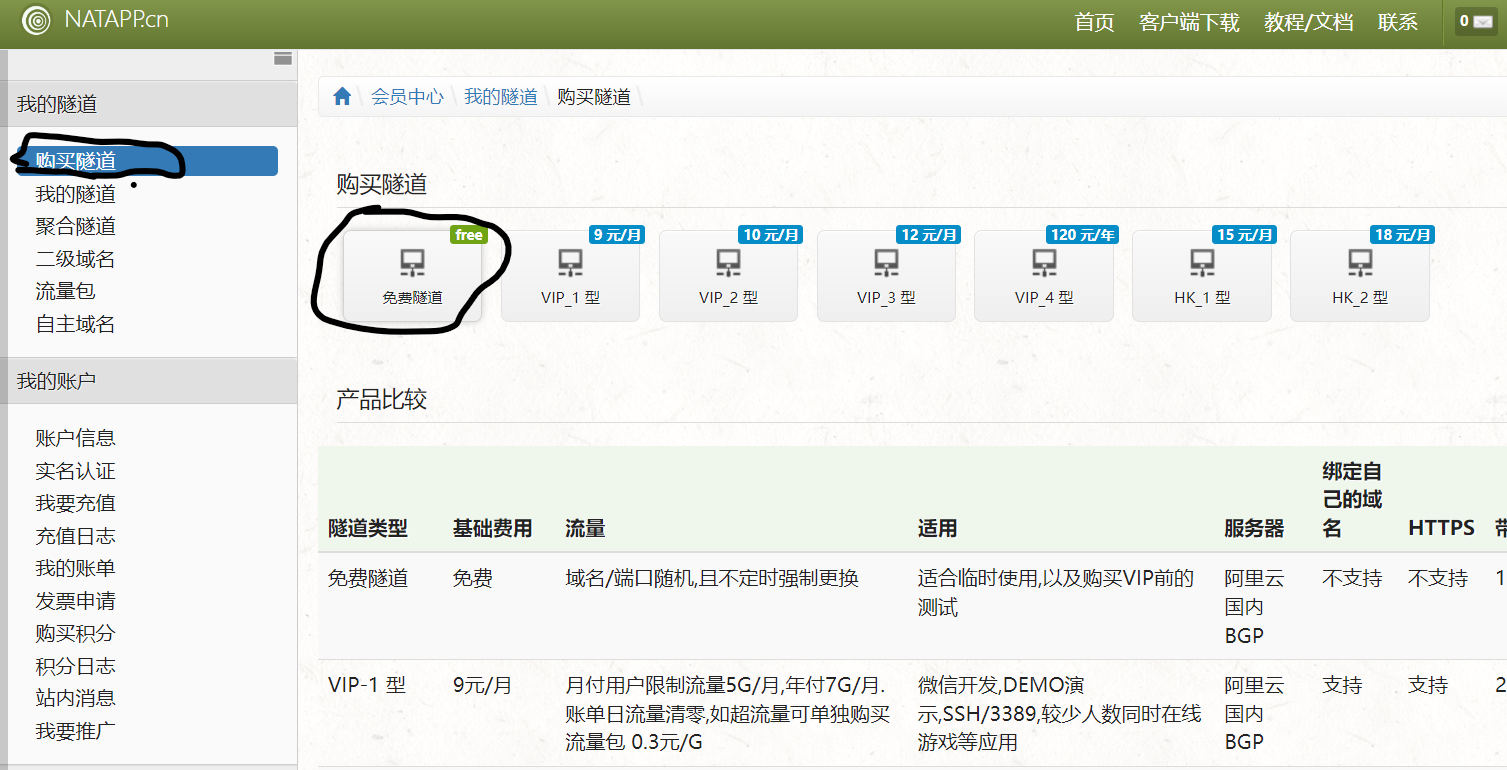 NATAPP.cn
首页 客户端下载 教程/文档 联系 0
我的隧道
购买隧道
我的隧道
聚合隧道
二级域名
流量包
自主域名
我的账户
账户信息
实名认证
我要充值
充值日志
我的账单
发票申请
购买积分
积分日志
站内消息
我要推广
会员中心 \ 我的隧道 \ 购买隧道
购买隧道
free
免费隧道
9 元/月
VIP_1 型
10 元/月
VIP_2 型
12 元/月
VIP_3 型
120 元/年
VIP_4 型
15 元/月
HK_1 型
18 元/月
HK_2 型
产品比较
隧道类型 基础费用 流量 适用 服务器 绑定自
己的域
名 HTTPS
免费隧道 免费 域名/端口随机,且不定时强制更换 适合临时使用,以及购买VIP前的
测试
阿里云
国内
BGP
不支持 不支持 1
VIP-1 型 9元/月 月付用户限制流量5G/月,年付7G/月.
账单日流量清零,如超流量可单独购买
流量包 0.3元/G
微信开发,DEMO演
示,SSH/3389,较少人数同时在线
游戏等应用
阿里云
国内
BGP
支持 支持 2